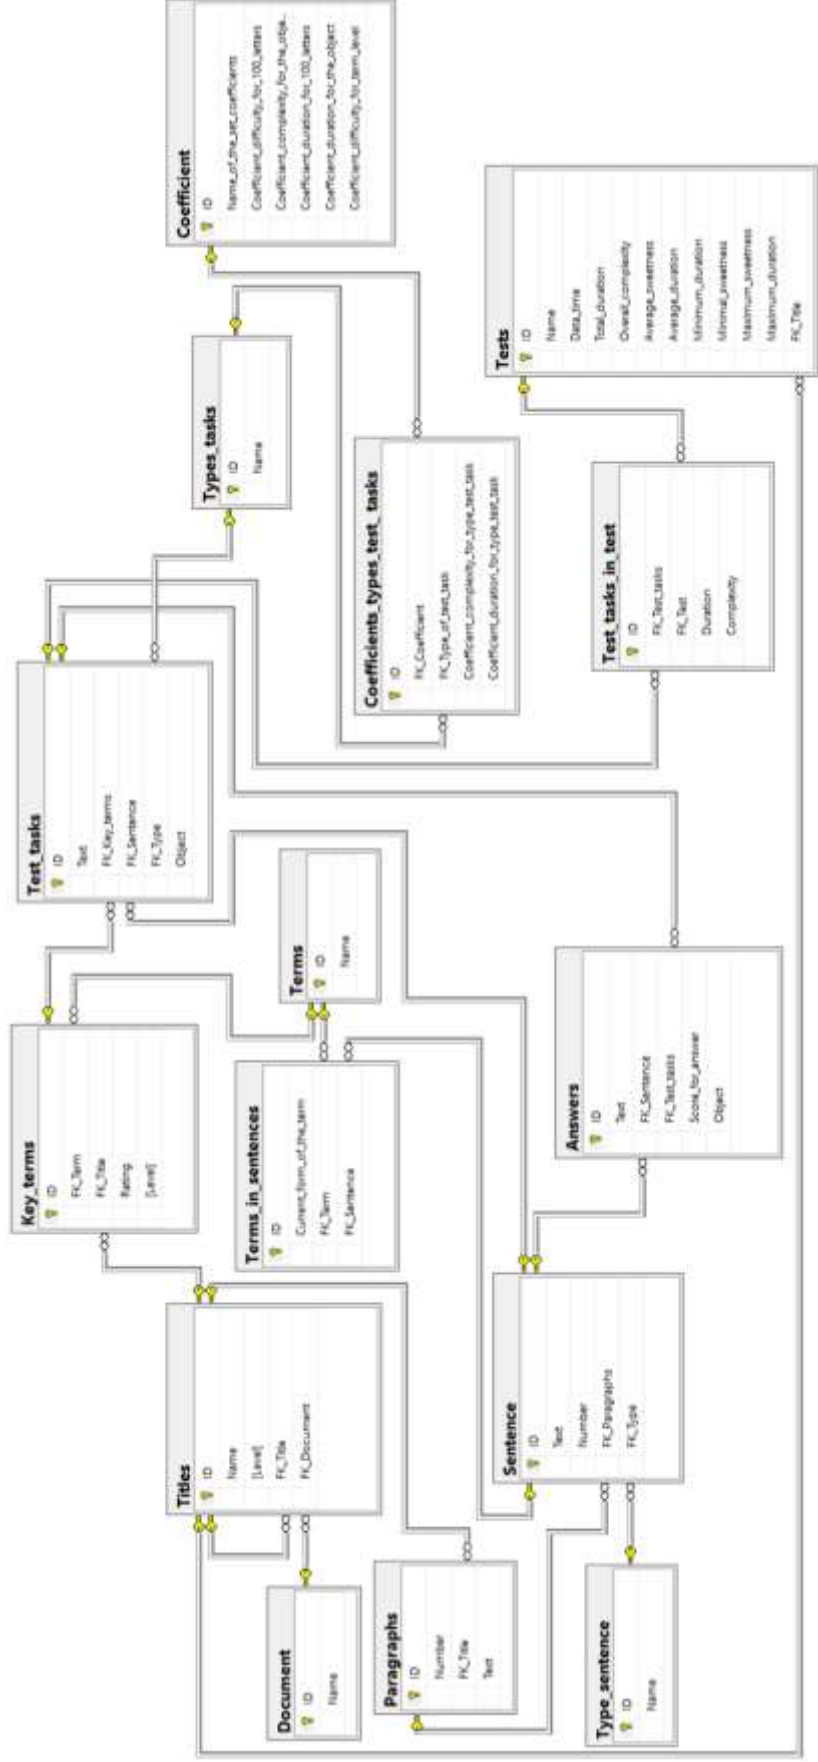 Document
ID
Name
Titles
ID
Name
[Level]
FK_Title
FK_Document
Key_terms
ID
FK_Term
FK_Title
Rating
[Level]
Test_tasks
ID
Text
FK_Key_terms
FK_Sentence
FK_Type
Object
Types_tasks
ID
Name
Coefficient
ID
Name_of_the_set_coefficients
Coefficient_difficulty_for_100_letters
Coefficient_complexity_for_the_obje...
Coefficient_duration_for_100_letters
Coefficient_duration_for_the_object
Coefficient_difficulty_for_term_level
Paragraphs
ID
Number
FK_Title
Text
Terms_in_sentences
ID
Current_form_of_the_term
FK_Term
FK_Sentence
Terms
ID
Name
Coefficients_types_test_tasks
ID
FK_Coefficient
FK_Type_of_test_task
Coefficient_complexity_for_type_test_task
Coefficient_duration_for_type_test_task
Type_sentence
ID
Name
Sentence
ID
Text
Number
FK_Paragraphs
FK_Type
Answers
ID
Text
FK_Sentence
FK_Test_tasks
Score_for_answer
Object
Test_tasks_in_test
ID
FK_Test_tasks
FK_Test
Duration
Complexity
Tests
ID
Name
Data_time
Total_duration
Overall_complexity
Average_sweetness
Average_duration
Minimum_duration
Minimal_sweetness
Maximum_sweetness
Maximum_duration
FK_Title